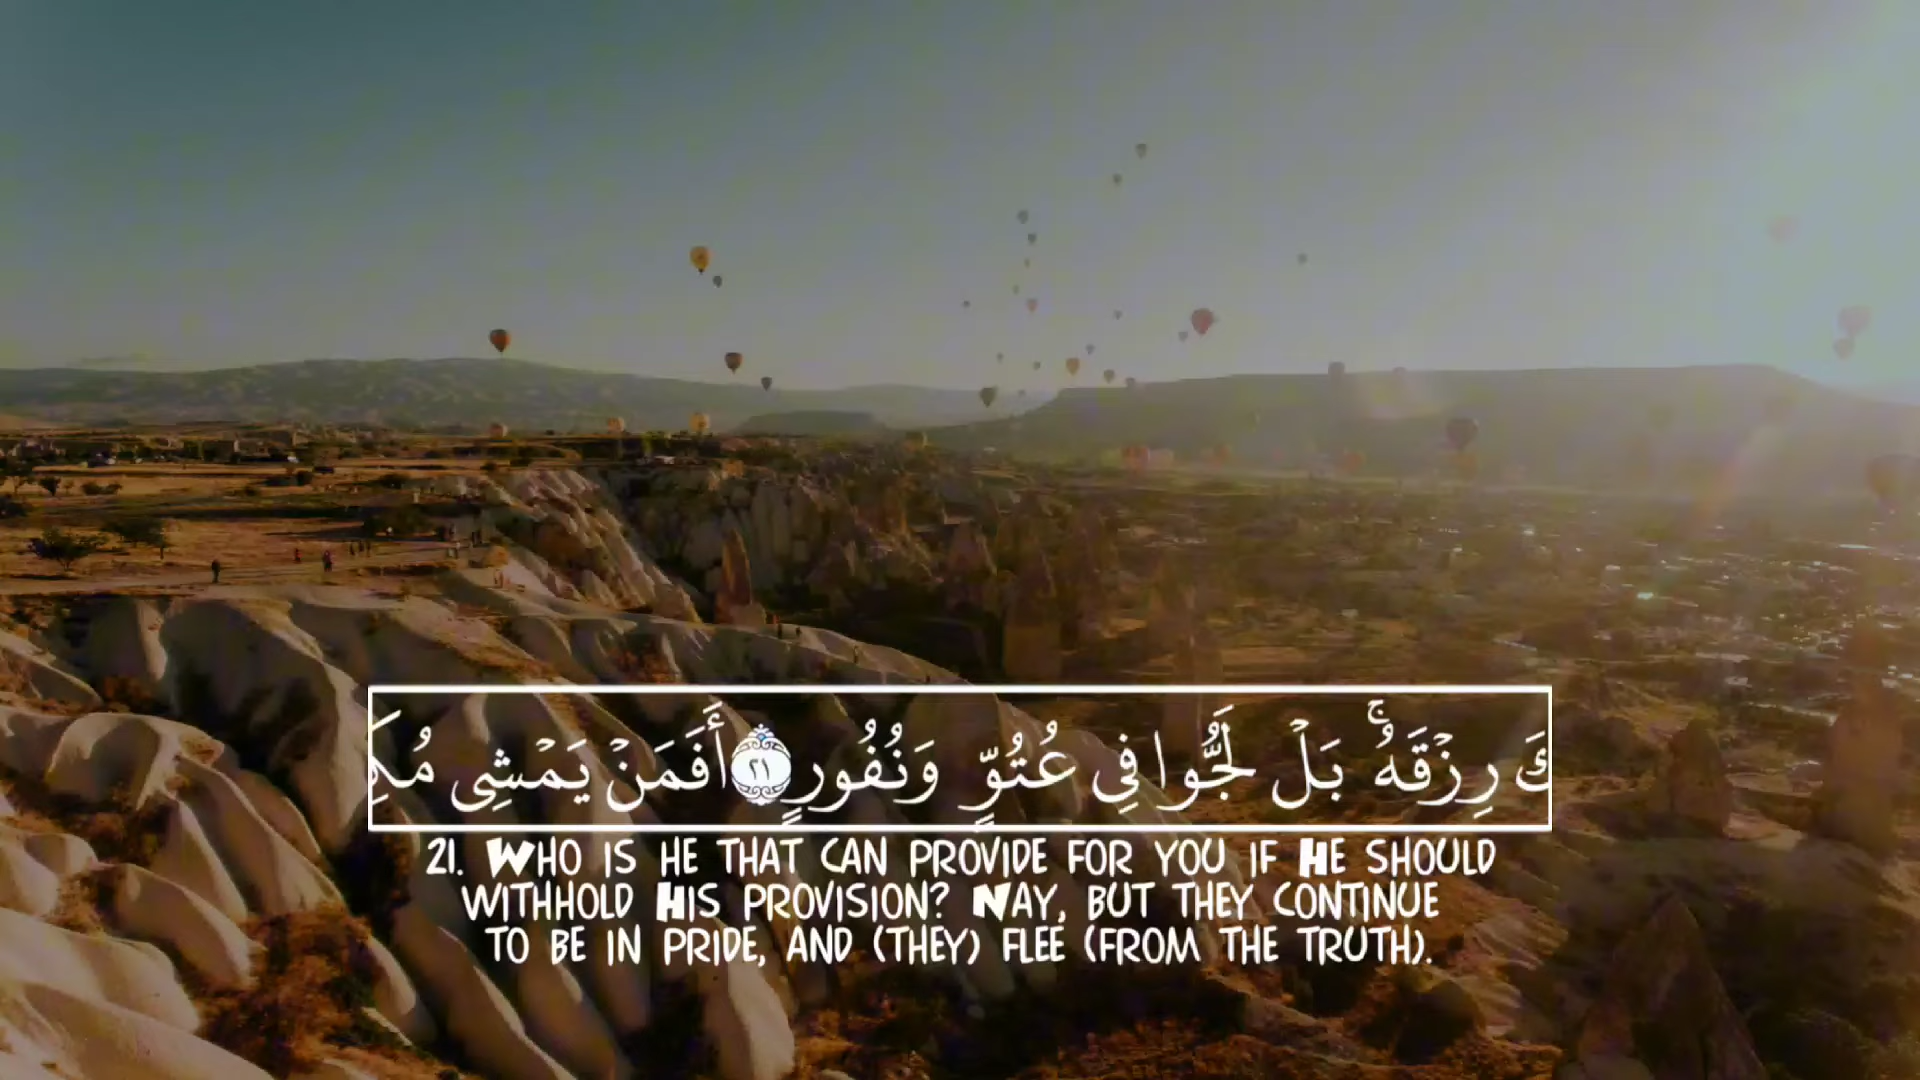 رِزْقَهُۥۚ بَل لَّجُّوا۟ فِى عُتُوٍّ وَنُفُورٍ ٢١ أَفَمَن يَمْشِى
21. Who is he that can provide for you if He should
withhold His provision? Nay, but they continue
to be in pride, and (they) flee (from the truth).